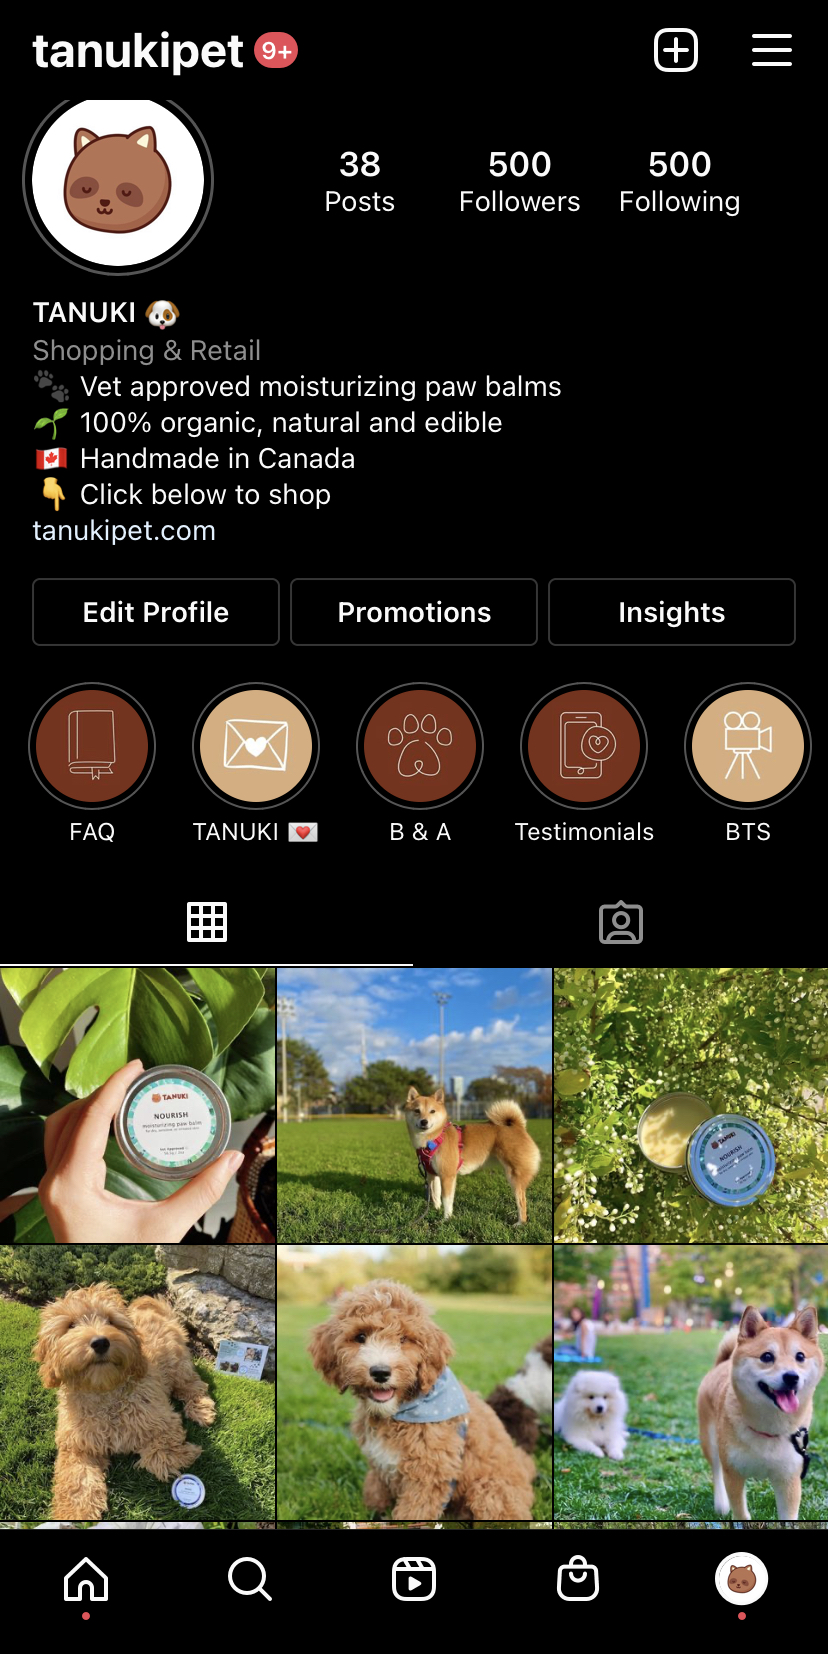 tanukipet 9+
38 500 500
Posts Followers Following
TANUKI 🐶
Shopping & Retail
🐾 Vet approved moisturizing paw balms
🌱 100% organic, natural and edible
🇨🇦 Handmade in Canada
👇 Click below to shop
tanukipet.com
Edit Profile Promotions Insights
FAQ TANUKI 💌 B & A Testimonials BTS
TANUKI
NOURISH
moisturizing paw balm
TANUKI
NOURISH